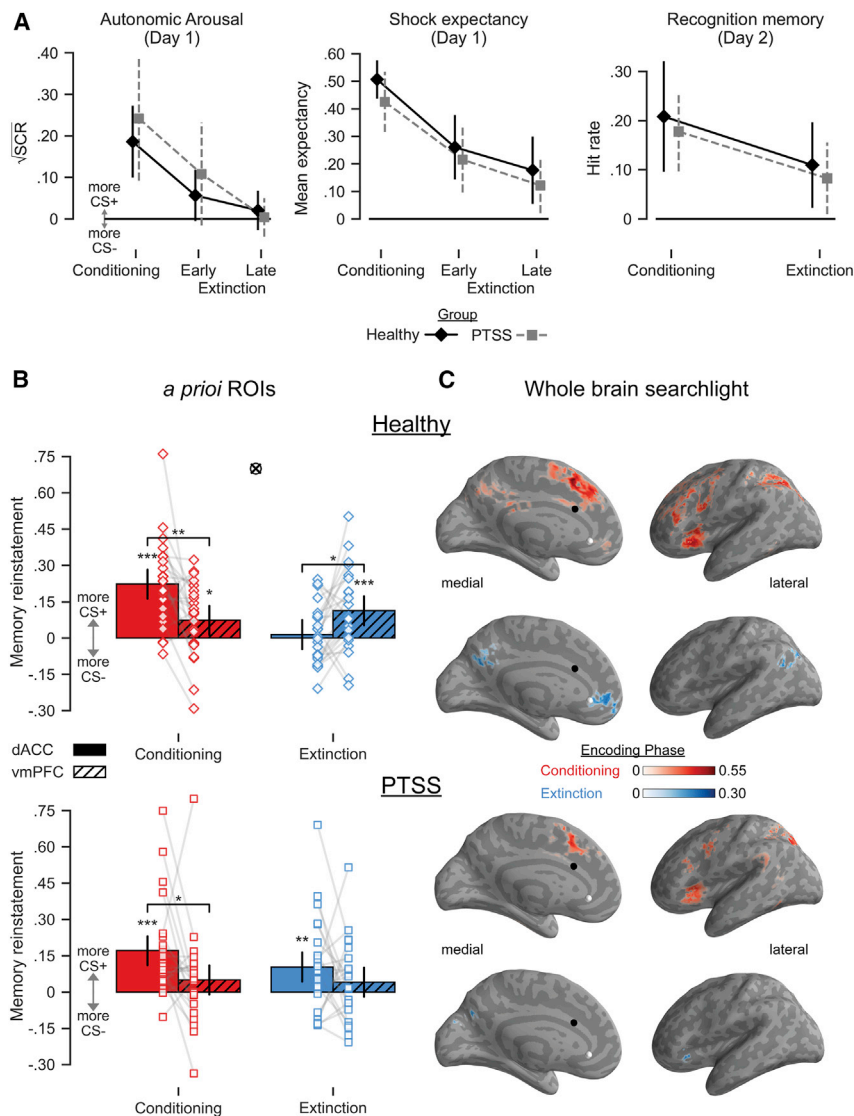 A
Autonomic Arousal
(Day 1)
Shock expectancy
(Day 1)
Recognition memory
(Day 2)
√SCR
.40
.30
.20
.10
0
more
CS+
more
CS-
Conditioning
Early
Late
Extinction
Mean expectancy
.60
.50
.40
.30
.20
.10
0
Conditioning
Early
Late
Extinction
Hit rate
.30
.20
.10
0
Conditioning
Extinction
Group
Healthy
PTSS
B
a prioi ROIs
C
Whole brain searchlight
Healthy
Memory reinstatement
.75
.60
.45
.30
.15
0
-.15
-.30
more
CS+
more
CS-
***
**
*
*
***
Conditioning
Extinction
dACC
vmPFC
medial
lateral
Encoding Phase
Conditioning 0 0.55
Extinction 0 0.30
PTSS
Memory reinstatement
.75
.60
.45
.30
.15
0
-.15
-.30
more
CS+
more
CS-
***
*
**
Conditioning
Extinction
medial
lateral